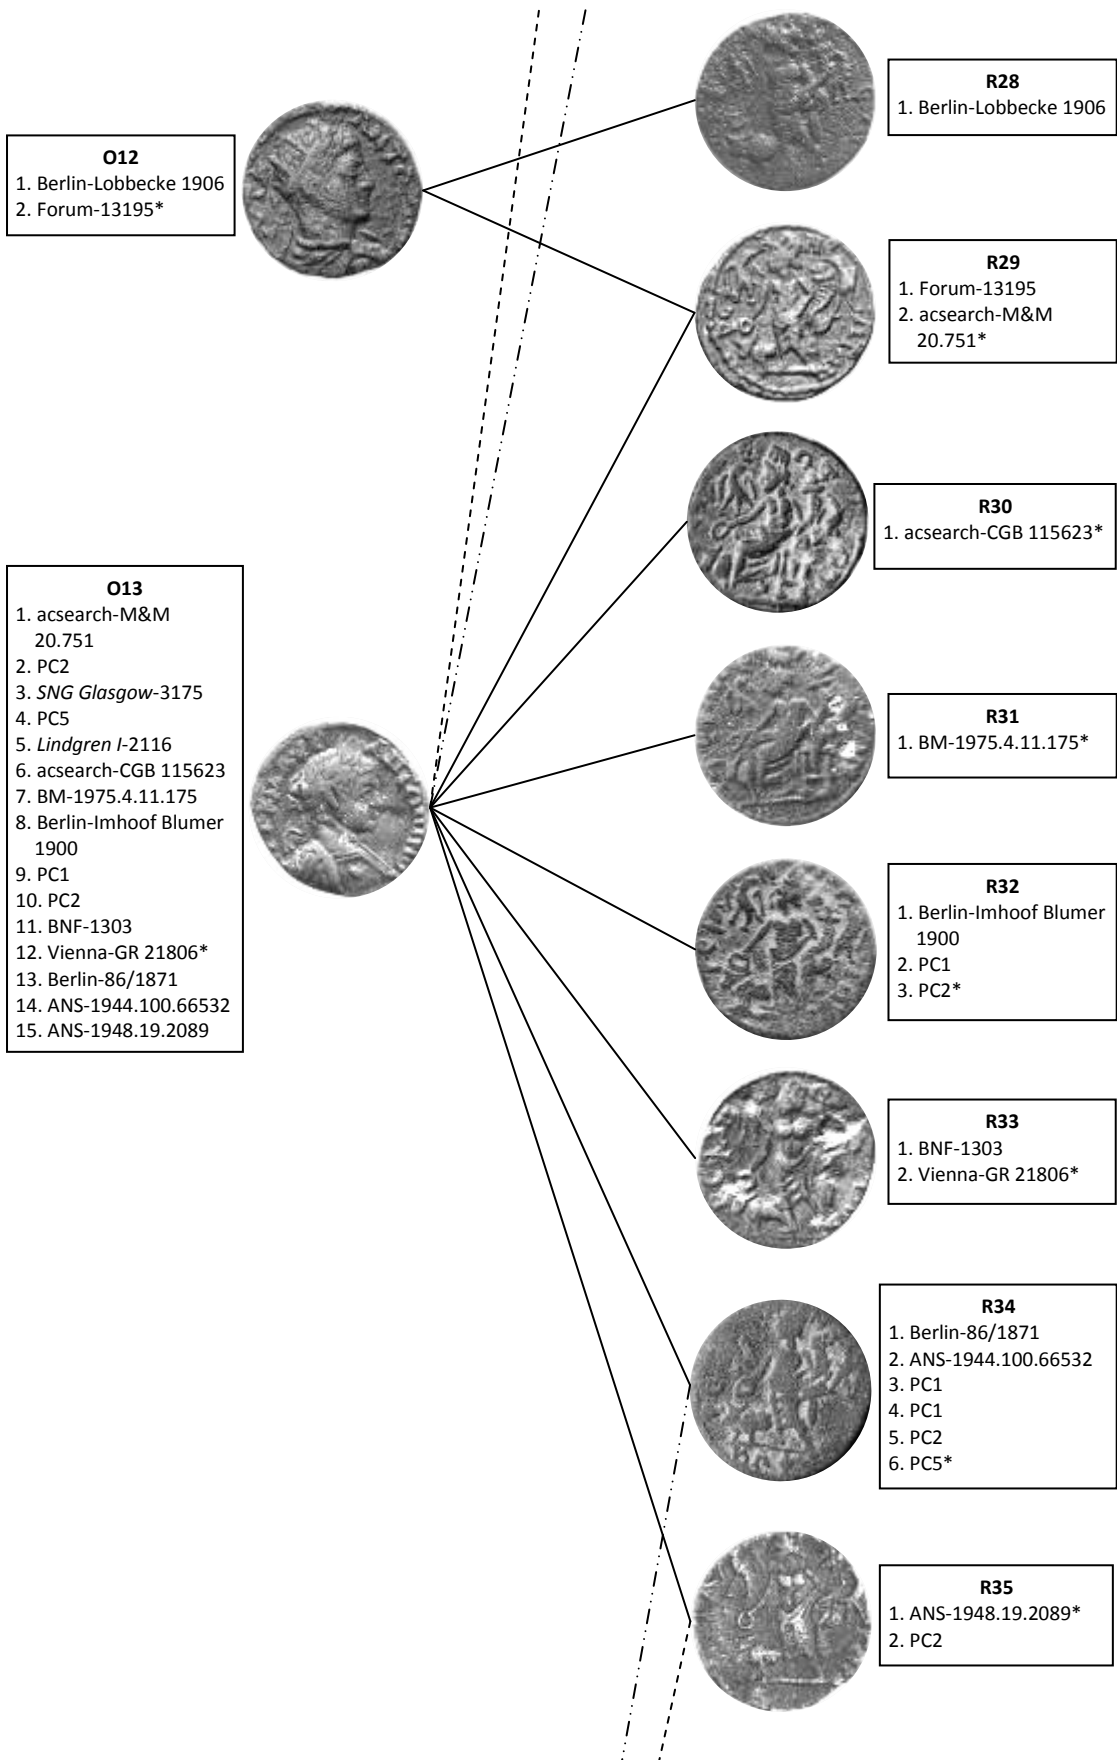 O12
1. Berlin-Lobbecke 1906
2. Forum-13195*
R28
1. Berlin-Lobbecke 1906
R29
1. Forum-13195
2. acsearch-M&M
20.751*
R30
1. acsearch-CGB 115623*
O13
1. acsearch-M&M
20.751
2. PC2
3. SNG Glasgow-3175
4. PC5
5. Lindgren I-2116
6. acsearch-CGB 115623
7. BM-1975.4.11.175
8. Berlin-Imhoof Blumer
1900
9. PC1
10. PC2
11. BNF-1303
12. Vienna-GR 21806*
13. Berlin-86/1871
14. ANS-1944.100.66532
15. ANS-1948.19.2089
R31
1. BM-1975.4.11.175*
R32
1. Berlin-Imhoof Blumer
1900
2. PC1
3. PC2*
R33
1. BNF-1303
2. Vienna-GR 21806*
R34
1. Berlin-86/1871
2. ANS-1944.100.66532
3. PC1
4. PC1
5. PC2
6. PC5*
R35
1. ANS-1948.19.2089*
2. PC2